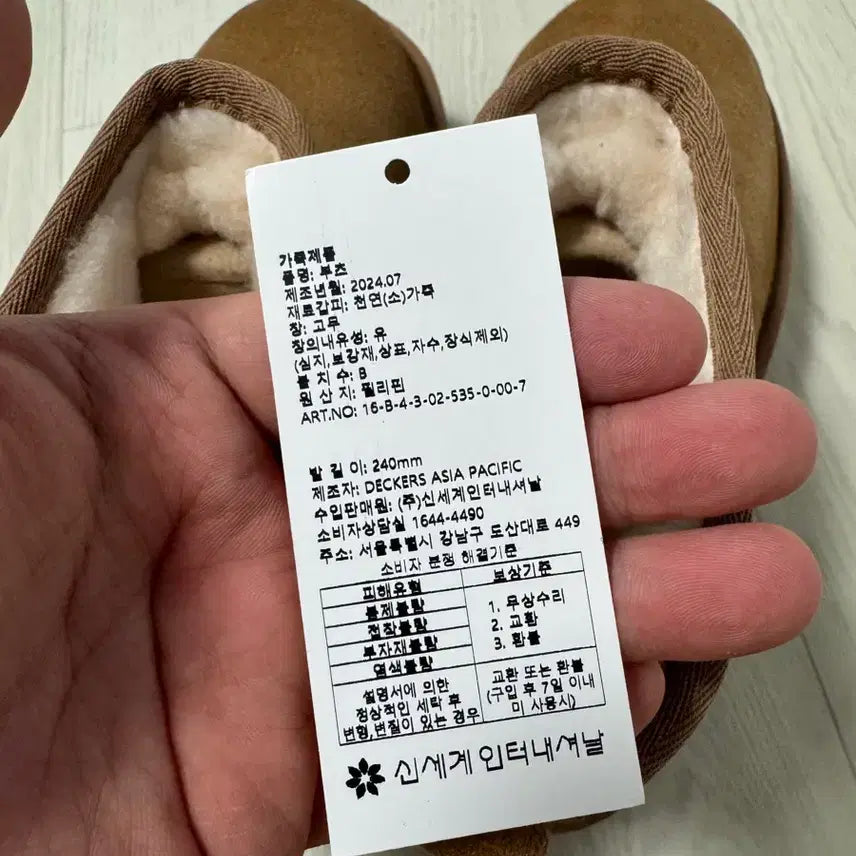 가죽제품
품명: 부츠
제조년월: 2024.07
재료갑피: 천연(소)가죽
창: 고무
창의내유성: 유
(심지,보강재,상표,자수,장식제외)
볼 치 수: B
원 산 지: 필리핀
ART.NO: 16-B-4-3-02-535-0-00-7
발 길 이: 240mm
제조자: DECKERS ASIA PACIFIC
수입판매원: (주)신세계인터내셔날
소비자상담실 1644-4490
주소: 서울특별시 강남구 도산대로 449
소비자 분쟁 해결기준
피해유형
보상기준
봉제불량
접착불량
부자재불량
염색불량
1. 무상수리
2. 교환
3. 환불
설명서에 의한
정상적인 세탁 후
변형,변질이 있는 경우
교환 또는 환불
(구입 후 7일 이내
미 사용시)
신세계인터내셔날